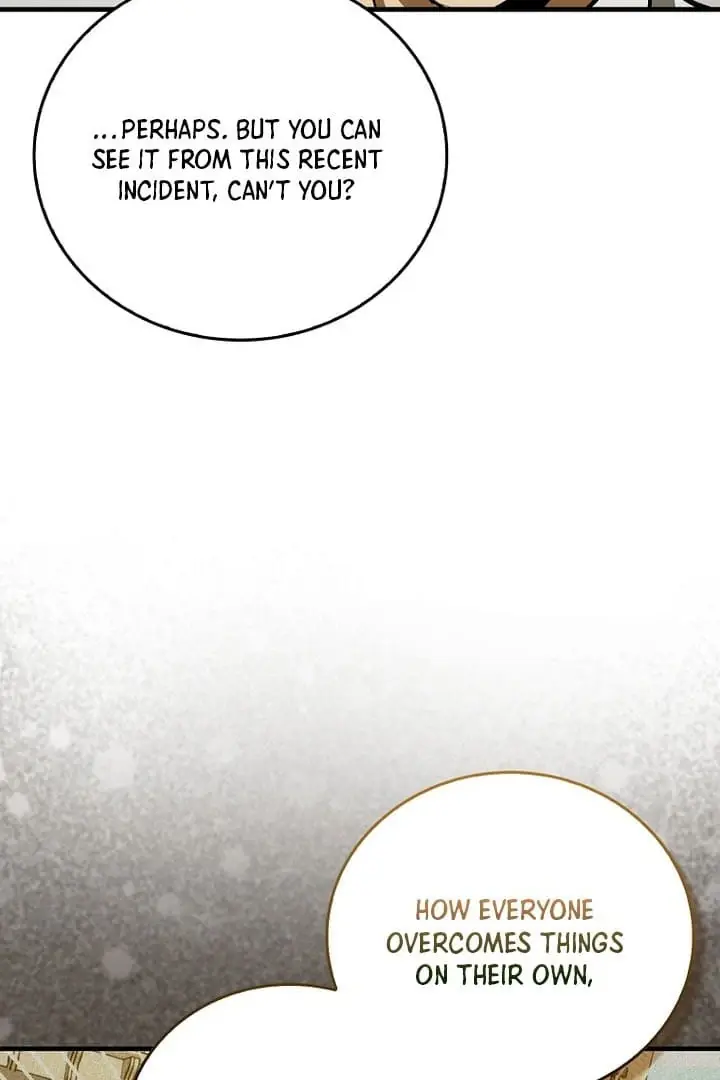 ...PERHAPS. BUT YOU CAN
SEE IT FROM THIS RECENT
INCIDENT, CAN'T YOU?
HOW EVERYONE
OVERCOMES THINGS
ON THEIR OWN,